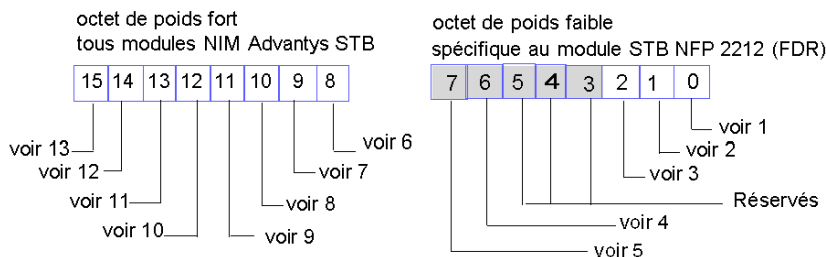 octet de poids fort
tous modules NIM Advantys STB
15 14 13 12 11 10 9 8
voir 6
voir 13
voir 7
voir 12
voir 11
voir 8
voir 10
voir 9
octet de poids faible
spécifique au module STB NFP 2212 (FDR)
7 6 5 4 3 2 1 0
voir 1
voir 2
voir 3
Réservés
voir 4
voir 5